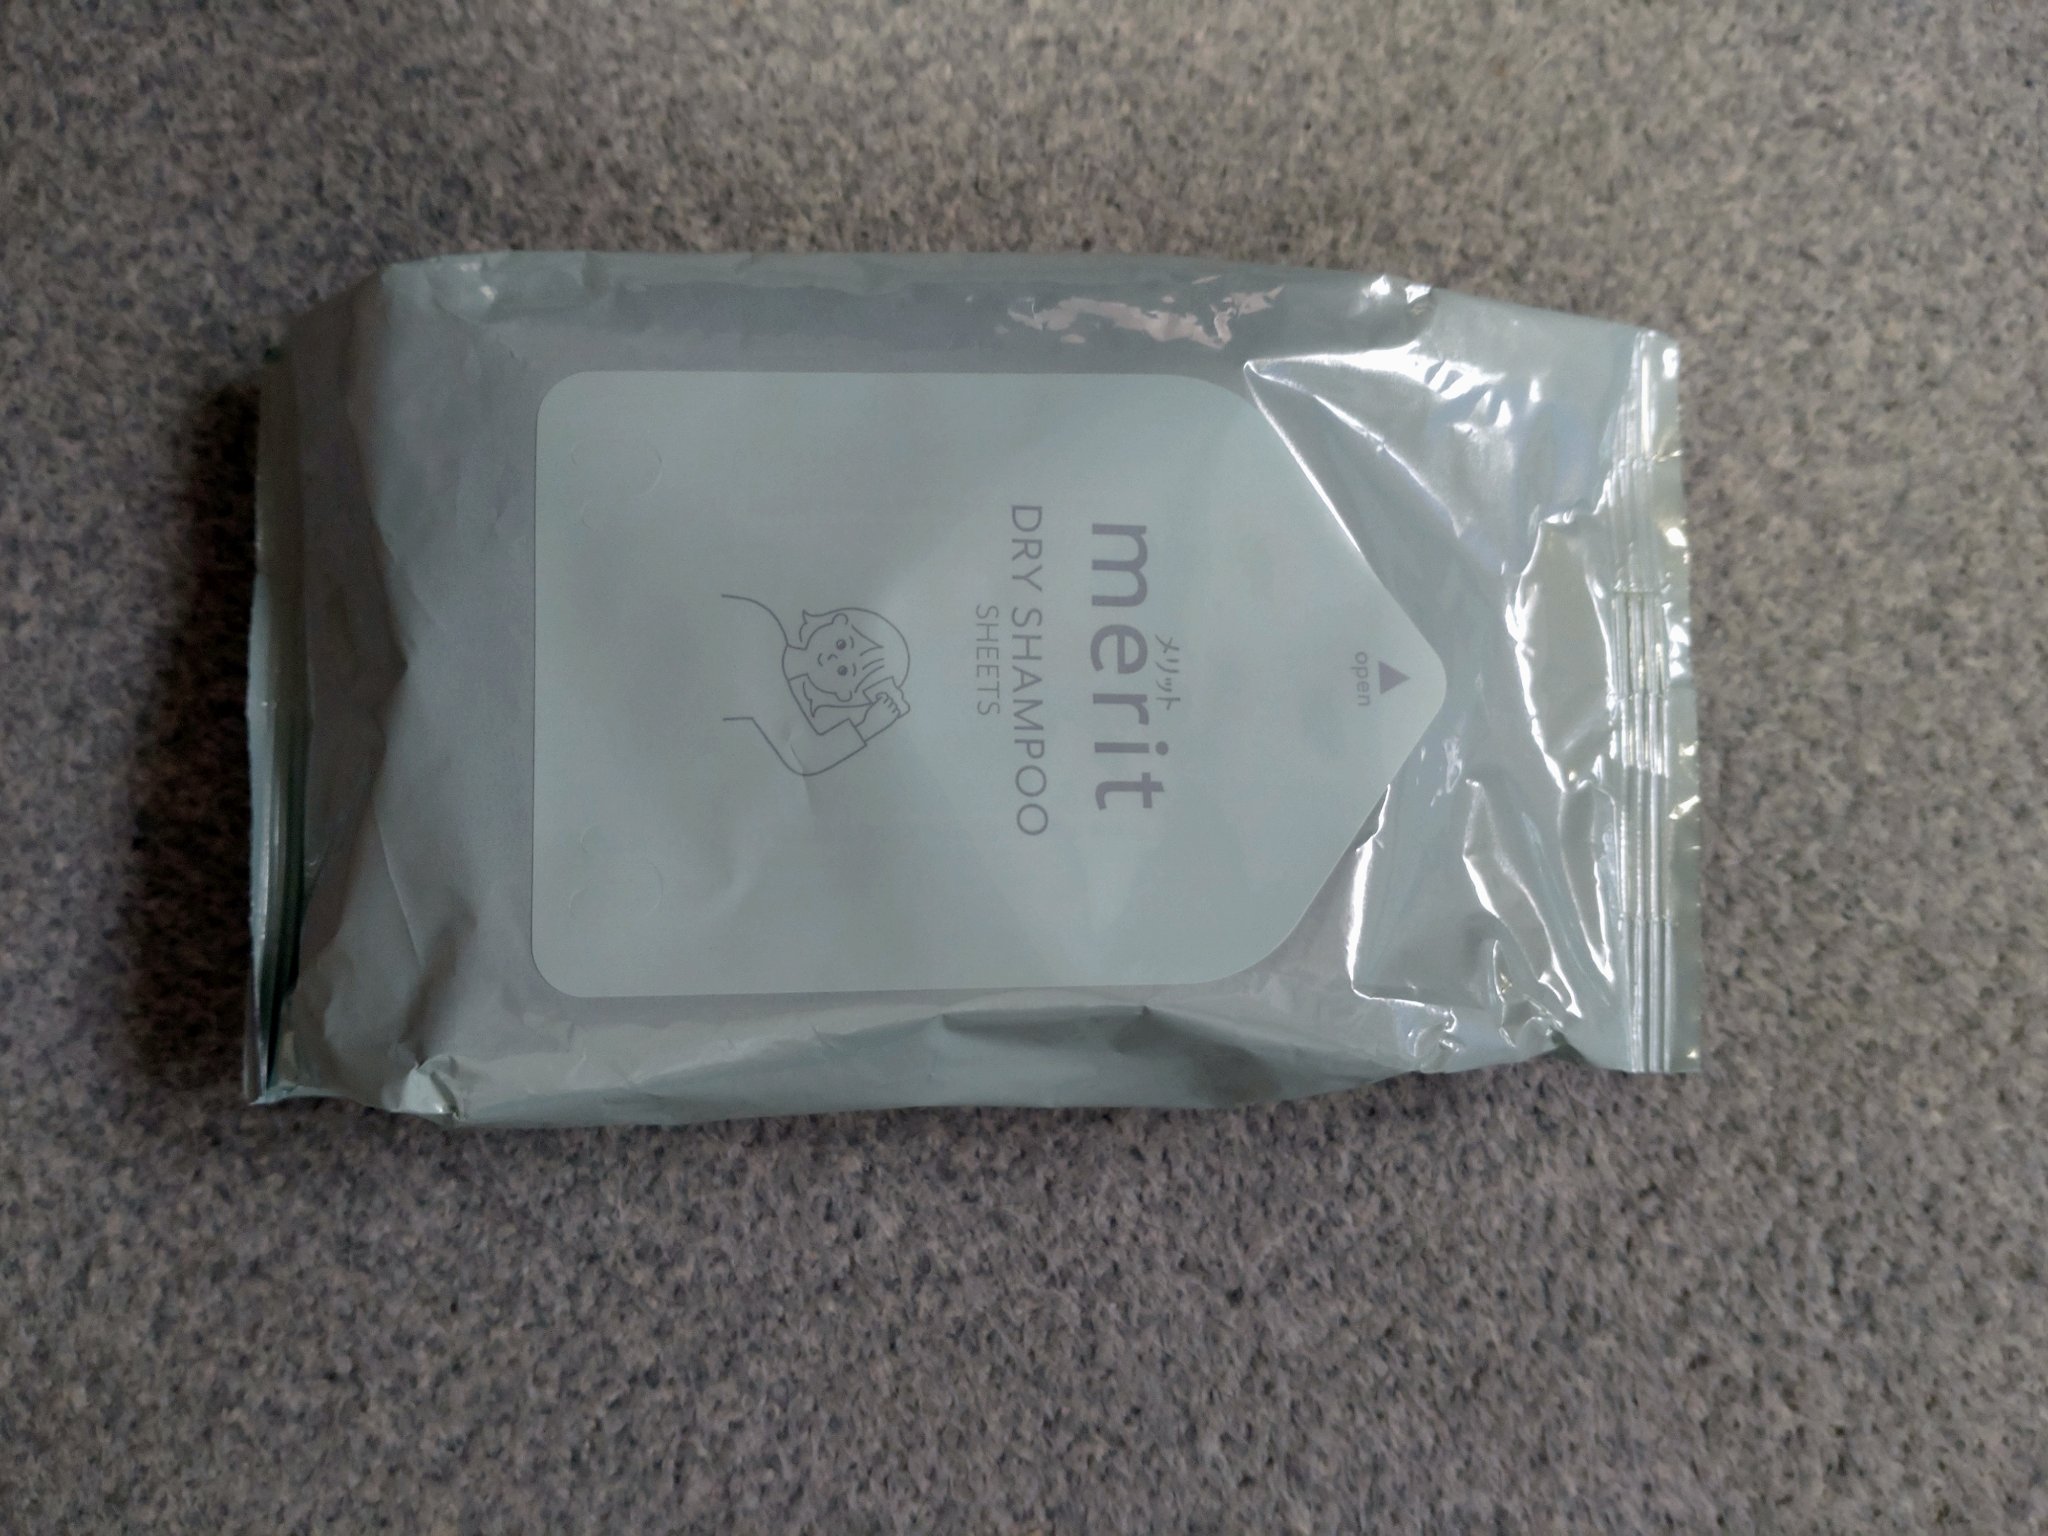 open
メリット
merit
DRY SHAMPOO
SHEETS